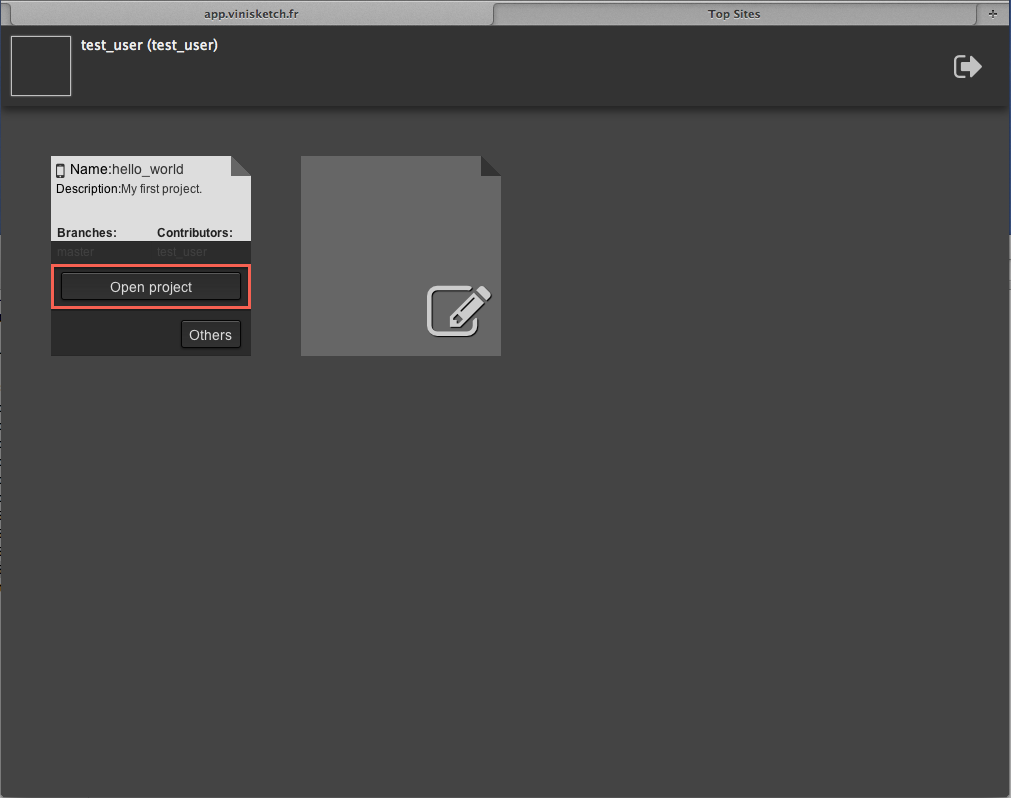 app.vinisketch.fr
Top Sites
test_user (test_user)
Name:hello_world
Description:My first project.
Branches: Contributors:
master test_user
Open project
Others